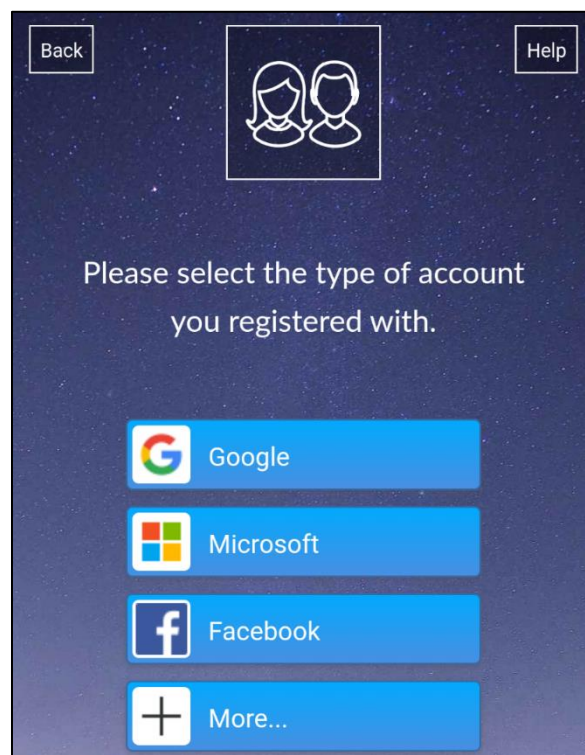 Back
Help
Please select the type of account
you registered with.
Google
Microsoft
Facebook
More...